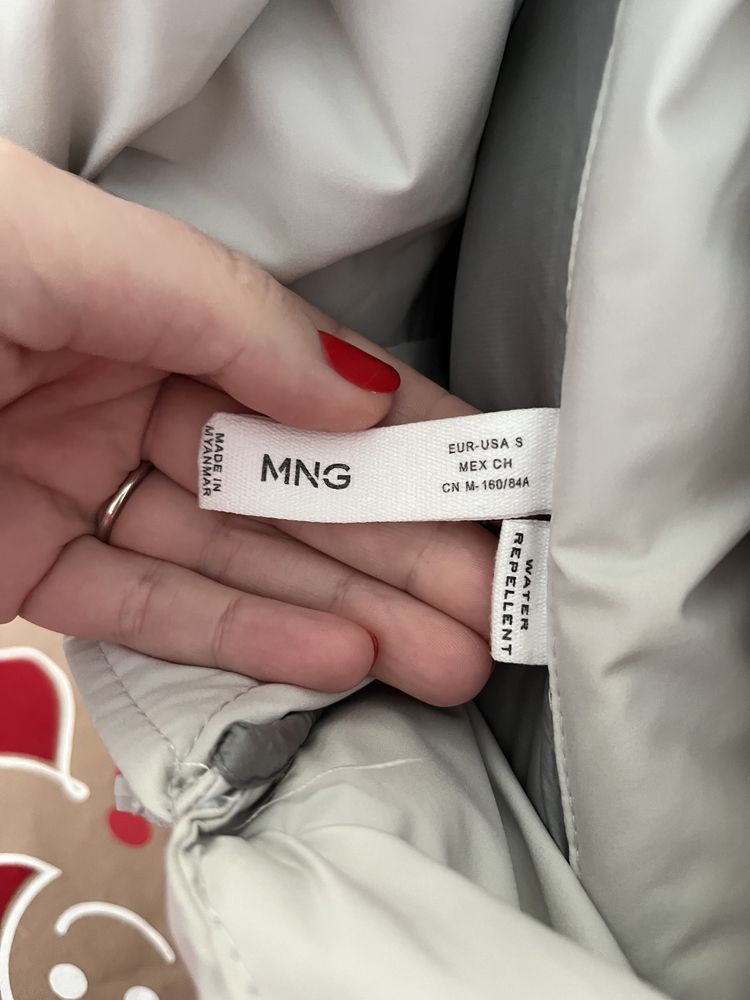 MADE IN
MYANMAR
MNG
EUR-USA S
MEX CH
CN M-160/84A
WATER
REPELLENT